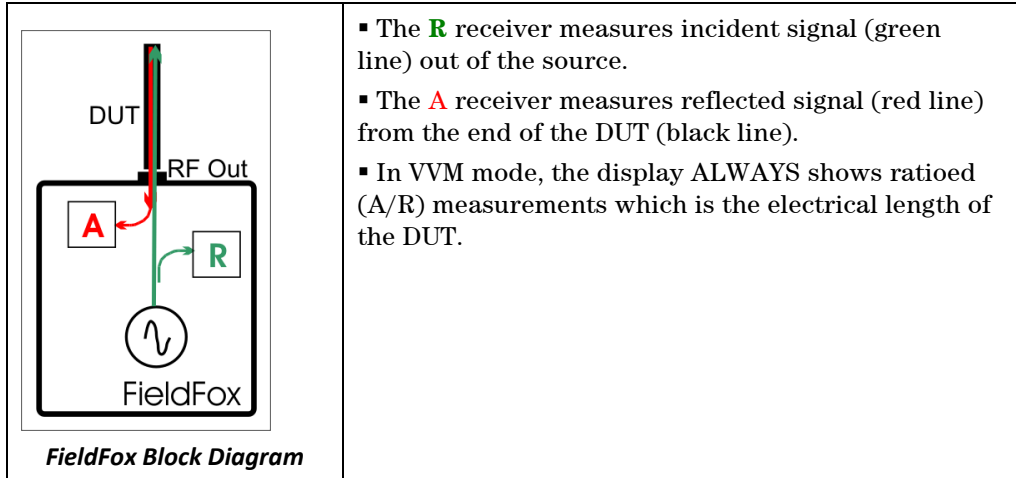 DUT
RF Out
A
R
FieldFox
FieldFox Block Diagram
▪ The R receiver measures incident signal (green
line) out of the source.
▪ The A receiver measures reflected signal (red line)
from the end of the DUT (black line).
▪ In VVM mode, the display ALWAYS shows ratioed
(A/R) measurements which is the electrical length of
the DUT.